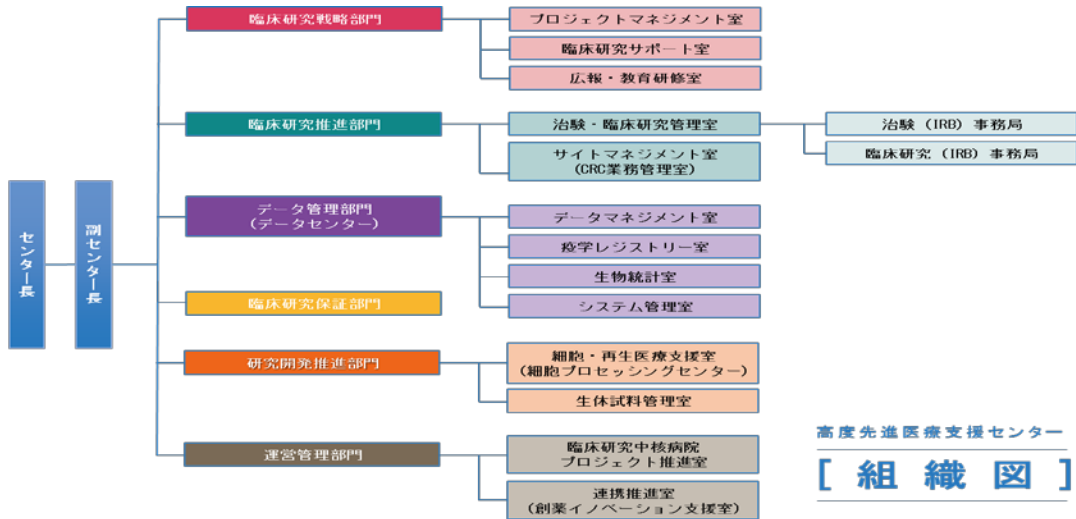 センター長
副センター長
臨床研究戦略部門
プロジェクトマネジメント室
臨床研究サポート室
広報・教育研修室
臨床研究推進部門
治験・臨床研究管理室
治験（IRB）事務局
臨床研究（IRB）事務局
サイトマネジメント室
(CRC業務管理室)
データ管理部門
(データセンター)
データマネジメント室
疫学レジストリー室
生物統計室
システム管理室
臨床研究保証部門
研究開発推進部門
細胞・再生医療支援室
(細胞プロセッシングセンター)
生体試料管理室
運営管理部門
臨床研究中核病院
プロジェクト推進室
連携推進室
(創薬イノベーション支援室)
高度先進医療支援センター
[ 組織図 ]